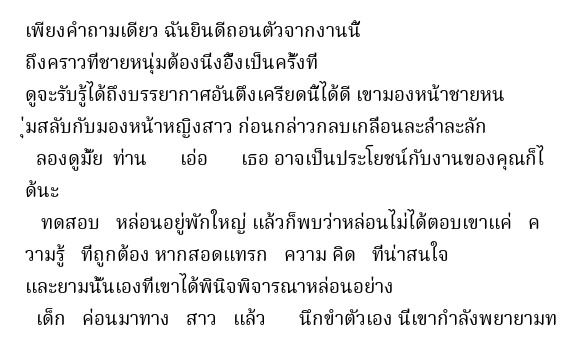 เพียงคำถามเดียว ฉันยินดีถอนตัวจากงานนี้
ถึงคราวที่ชายหนุ่มต้องนึ่งอึ้งเป็นครั้งที่
ดูจะรับรู้ได้ถึงบรรยากาศอันตึงเครียดนี้ได้ดี เขามองหน้าชายหน
ุ่มสลับกับมองหน้าหญิงสาว ก่อนกล่าวกลบเกลื่อนละล่ำละลัก
ลองดูมั้ย ท่าน เอ่อ เธอ อาจเป็นประโยชน์กับงานของคุณก็ไ
ด้นะ
ทดสอบ หล่อนอยู่พักใหญ่ แล้วก็พบว่าหล่อนไม่ได้ตอบเขาแค่ ค
วามรู้ ที่ถูกต้อง หากสอดแทรก ความ คิด ที่น่าสนใจ
และยามนั้นเองที่เขาได้พินิจพิจารณาหล่อนอย่าง
เด็ก ค่อนมาทาง สาว แล้ว นึกขำตัวเอง นี่เขากำลังพยายามท